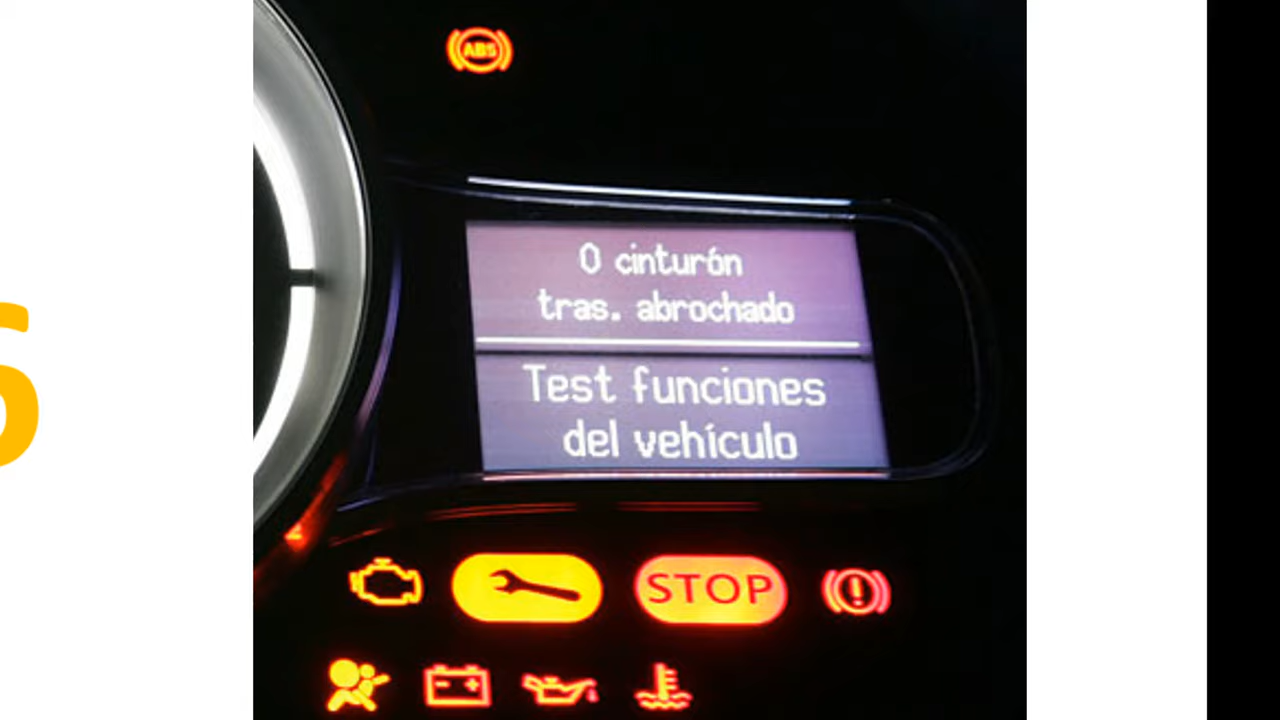 ABS
0 cinturón
tras. abrochado
Test funciones
del vehículo
STOP